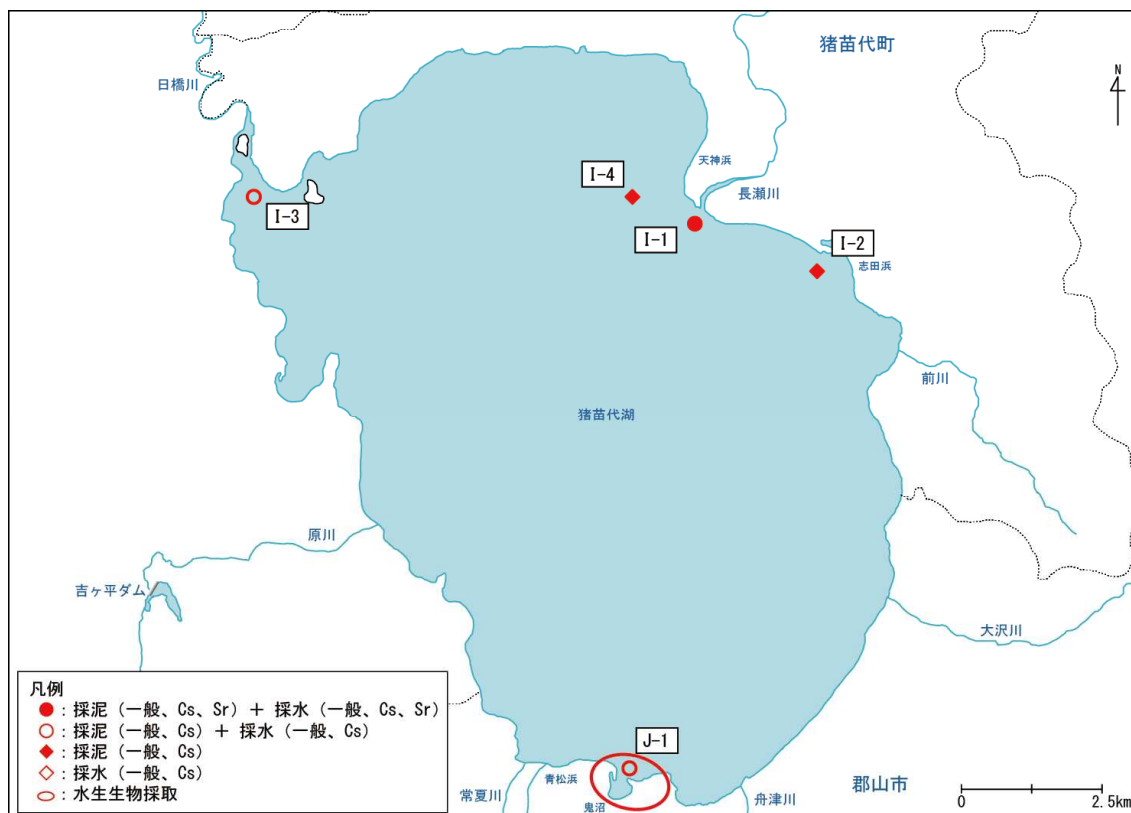 猪苗代町
日橋川
4
天神浜
I-4
長瀬川
I-3
I-1
I-2
志田浜
前川
猪苗代湖
原川
吉ヶ平ダム
大沢川
凡例
：採泥（一般、Cs、Sr）＋ 採水（一般、Cs、Sr）
：採泥（一般、Cs）＋ 採水（一般、Cs）
：採泥（一般、Cs）
：採水（一般、Cs）
：水生生物採取
J-1
青松浜
常夏川
鬼沼
舟津川
郡山市
0 2.5km